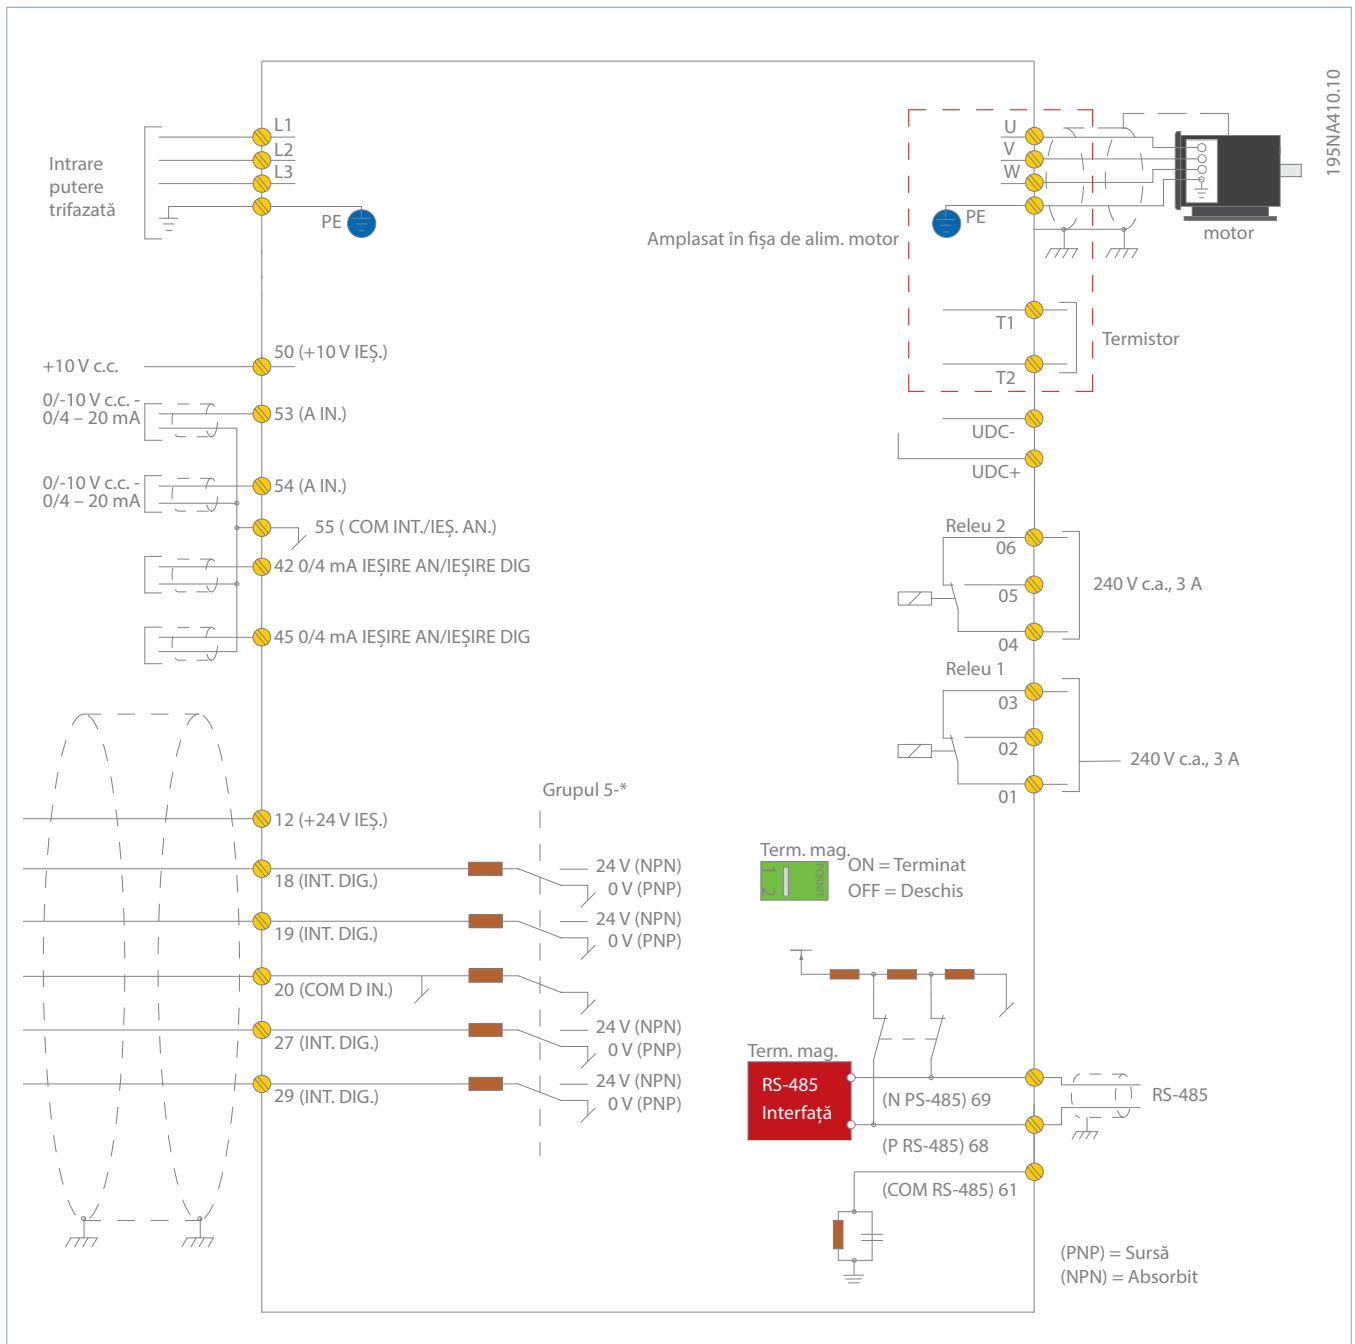 195NA410.10
Intrare
putere
trifazată
L1
L2
L3
PE
U
V
W
PE
motor
Amplasat în fișa de alim. motor
T1
T2
Termistor
+10 V c.c.
50 (+10 V IEȘ.)
0/-10 V c.c. -
0/4 – 20 mA
53 (A IN.)
0/-10 V c.c. -
0/4 – 20 mA
54 (A IN.)
55 ( COM INT./IEȘ. AN.)
42 0/4 mA IEȘIRE AN/IEȘIRE DIG
45 0/4 mA IEȘIRE AN/IEȘIRE DIG
UDC-
UDC+
Releu 2
06
05
04
240 V c.a., 3 A
Releu 1
03
02
01
240 V c.a., 3 A
Grupul 5-*
12 (+24 V IEȘ.)
18 (INT. DIG.)
24 V (NPN)
0 V (PNP)
19 (INT. DIG.)
24 V (NPN)
0 V (PNP)
20 (COM D IN.)
27 (INT. DIG.)
24 V (NPN)
0 V (PNP)
29 (INT. DIG.)
24 V (NPN)
0 V (PNP)
Term. mag.
1 2
PORNIT
ON = Terminat
OFF = Deschis
Term. mag.
RS-485
Interfață
(N PS-485) 69
(P RS-485) 68
(COM RS-485) 61
RS-485
(PNP) = Sursă
(NPN) = Absorbit